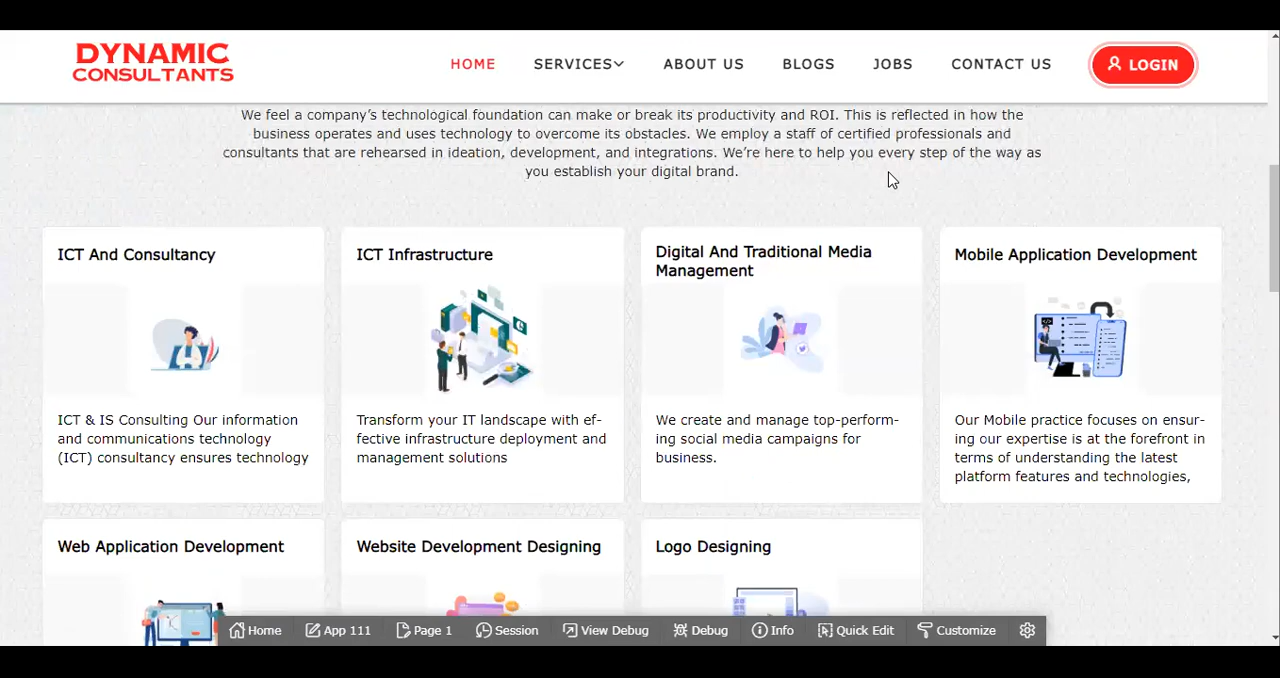 DYNAMIC
CONSULTANTS
HOME
SERVICES
ABOUT US
BLOGS
JOBS
CONTACT US
LOGIN
We feel a company’s technological foundation can make or break its productivity and ROI. This is reflected in how the
business operates and uses technology to overcome its obstacles. We employ a staff of certified professionals and
consultants that are rehearsed in ideation, development, and integrations. We’re here to help you every step of the way as
you establish your digital brand.
ICT And Consultancy
ICT & IS Consulting Our information
and communications technology
(ICT) consultancy ensures technology
ICT Infrastructure
Transform your IT landscape with ef-
fective infrastructure deployment and
management solutions
Digital And Traditional Media
Management
We create and manage top-perform-
ing social media campaigns for
business.
Mobile Application Development
Our Mobile practice focuses on ensur-
ing our expertise is at the forefront in
terms of understanding the latest
platform features and technologies,
Web Application Development
Website Development Designing
Logo Designing
Home
App 111
Page 1
Session
View Debug
Debug
Info
Quick Edit
Customize